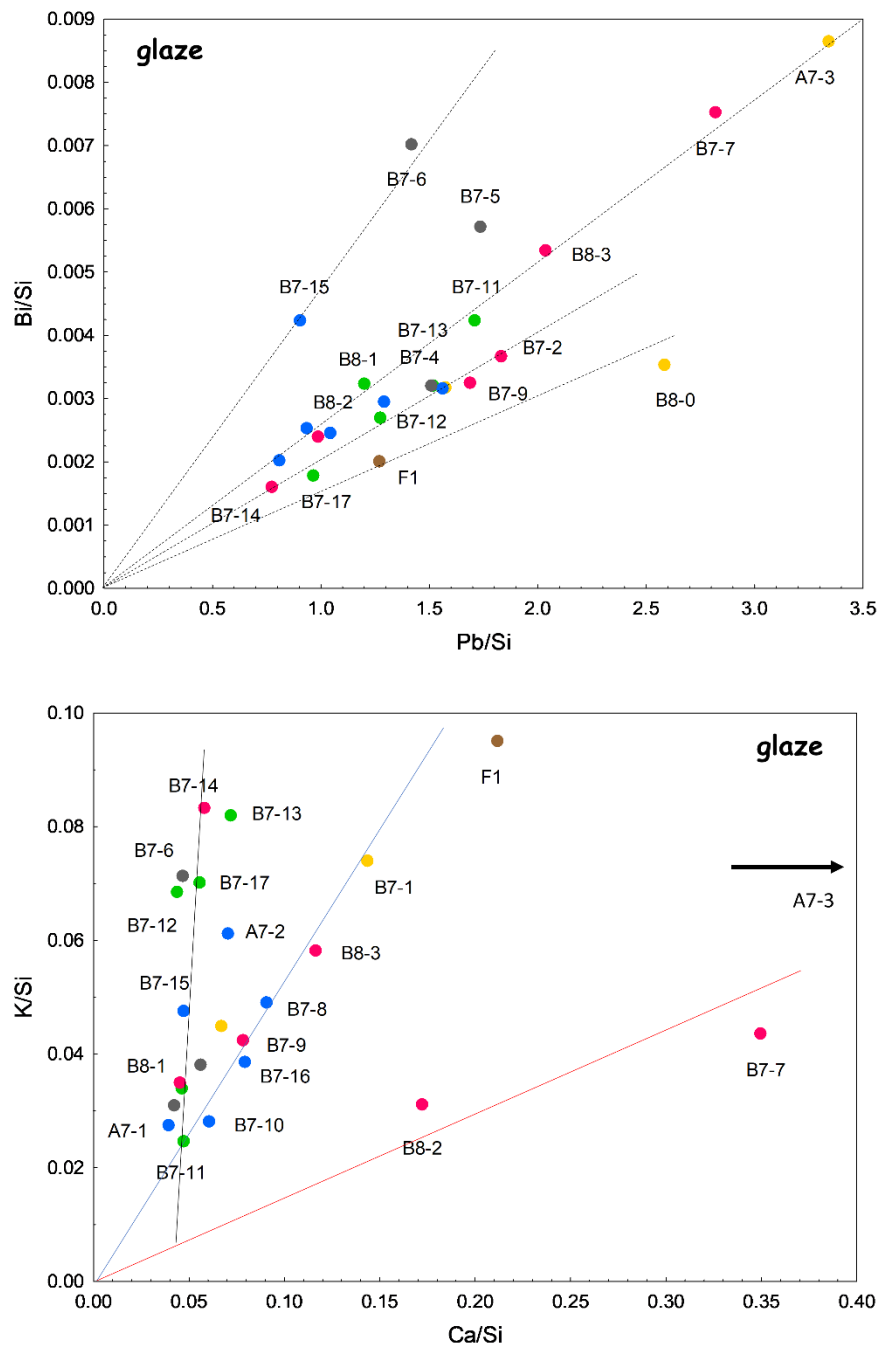 0.009
glaze
A7-3
0.008
B7-7
0.007
B7-6
B7-5
0.006
B8-3
0.005
B7-15
B7-11
Bi/Si
0.004
B7-13
B8-1
B7-4
B7-2
0.003
B8-2
B7-9
B8-0
B7-12
0.002
F1
B7-14
B7-17
0.001
0.000
0.0 0.5 1.0 1.5 2.0 2.5 3.0 3.5
Pb/Si
0.10
glaze
F1
B7-14
B7-13
0.08
B7-6
B7-17
B7-1
A7-3
B7-12
A7-2
0.06
B8-3
B7-15
B7-8
K/Si
B7-9
0.04
B8-1
B7-16
B7-7
A7-1
B7-10
B8-2
B7-11
0.02
0.00
0.00 0.05 0.10 0.15 0.20 0.25 0.30 0.35 0.40
Ca/Si